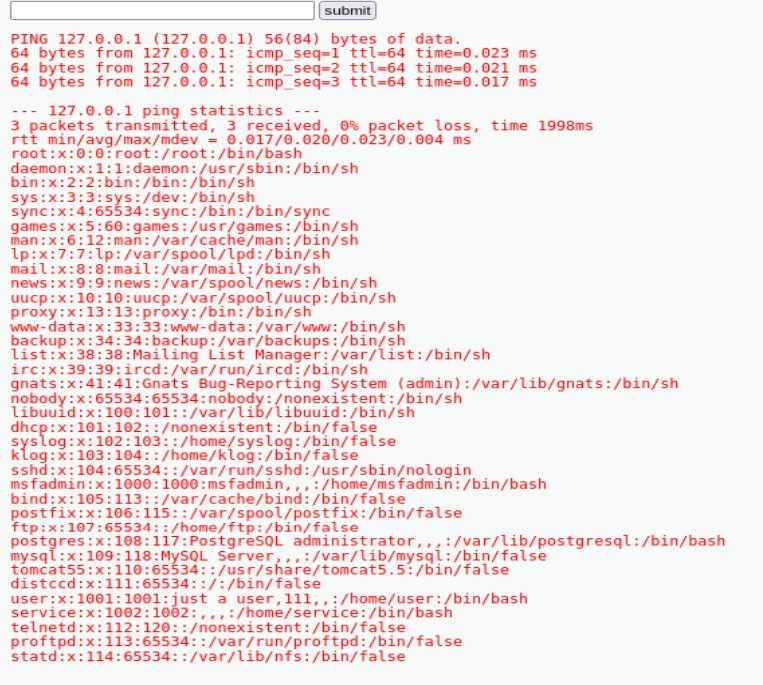 submit
PING 127.0.0.1 (127.0.0.1) 56(84) bytes of data.
64 bytes from 127.0.0.1: icmp_seq=1 ttl=64 time=0.023 ms
64 bytes from 127.0.0.1: icmp_seq=2 ttl=64 time=0.021 ms
64 bytes from 127.0.0.1: icmp_seq=3 ttl=64 time=0.017 ms
--- 127.0.0.1 ping statistics ---
3 packets transmitted, 3 received, 0% packet loss, time 1998ms
rtt min/avg/max/mdev = 0.017/0.020/0.023/0.004 ms
root:x:0:0:root:/root:/bin/bash
daemon:x:1:1:daemon:/usr/sbin:/bin/sh
bin:x:2:2:bin:/bin:/bin/sh
sys:x:3:3:sys:/dev:/bin/sh
sync:x:4:65534:sync:/bin:/bin/sync
games:x:5:60:games:/usr/games:/bin/sh
man:x:6:12:man:/var/cache/man:/bin/sh
lp:x:7:7:lp:/var/spool/lpd:/bin/sh
mail:x:8:8:mail:/var/mail:/bin/sh
news:x:9:9:news:/var/spool/news:/bin/sh
uucp:x:10:10:uucp:/var/spool/uucp:/bin/sh
proxy:x:13:13:proxy:/bin:/bin/sh
www-data:x:33:33:www-data:/var/www:/bin/sh
backup:x:34:34:backup:/var/backups:/bin/sh
list:x:38:38:Mailing List Manager:/var/list:/bin/sh
irc:x:39:39:ircd:/var/run/ircd:/bin/sh
gnats:x:41:41:Gnats Bug-Reporting System (admin):/var/lib/gnats:/bin/sh
nobody:x:65534:65534:nobody:/nonexistent:/bin/sh
libuuid:x:100:101::/var/lib/libuuid:/bin/sh
dhcp:x:101:102::/nonexistent:/bin/false
syslog:x:102:103::/home/syslog:/bin/false
klog:x:103:104::/home/klog:/bin/false
sshd:x:104:65534::/var/run/sshd:/usr/sbin/nologin
msfadmin:x:1000:1000:msfadmin,,,:/home/msfadmin:/bin/bash
bind:x:105:113::/var/cache/bind:/bin/false
postfix:x:106:115::/var/spool/postfix:/bin/false
ftp:x:107:65534::/home/ftp:/bin/false
postgres:x:108:117:PostgreSQL administrator,,,:/var/lib/postgresql:/bin/bash
mysql:x:109:118:MySQL Server,,,:/var/lib/mysql:/bin/false
tomcat55:x:110:65534::/usr/share/tomcat5.5:/bin/false
distccd:x:111:65534::/:/bin/false
user:x:1001:1001:just a user,111,,:/home/user:/bin/bash
service:x:1002:1002:,,,:/home/service:/bin/bash
telnetd:x:112:120::/nonexistent:/bin/false
proftpd:x:113:65534::/var/run/proftpd:/bin/false
statd:x:114:65534::/var/lib/nfs:/bin/false